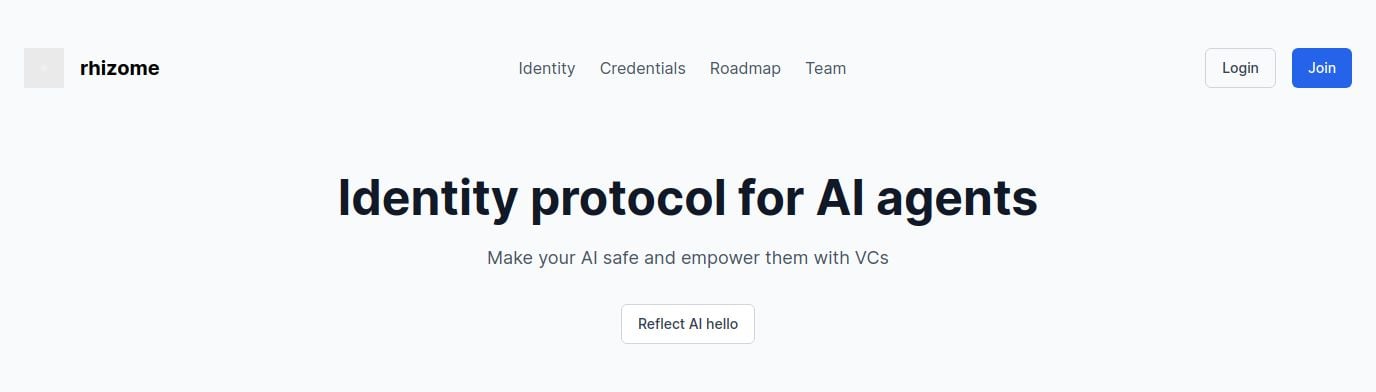 rhizome
Identity Credentials Roadmap Team
Login Join
Identity protocol for AI agents
Make your AI safe and empower them with VCs
Reflect AI hello